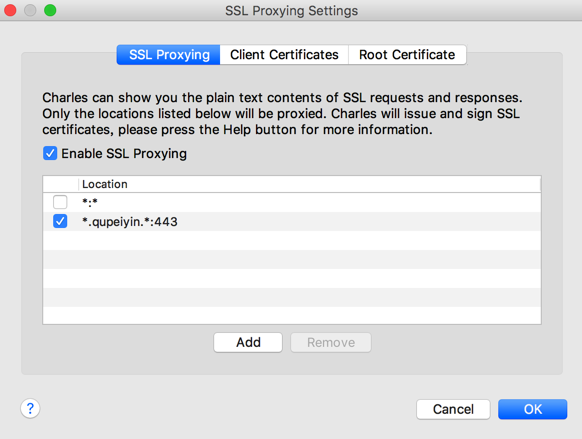 SSL Proxying Settings
SSL Proxying Client Certificates Root Certificate
Charles can show you the plain text contents of SSL requests and responses.
Only the locations listed below will be proxied. Charles will issue and sign SSL
certificates, please press the Help button for more information.
Enable SSL Proxying
Location
*:*
*.qupeiyin.*:443
Add Remove
? Cancel OK